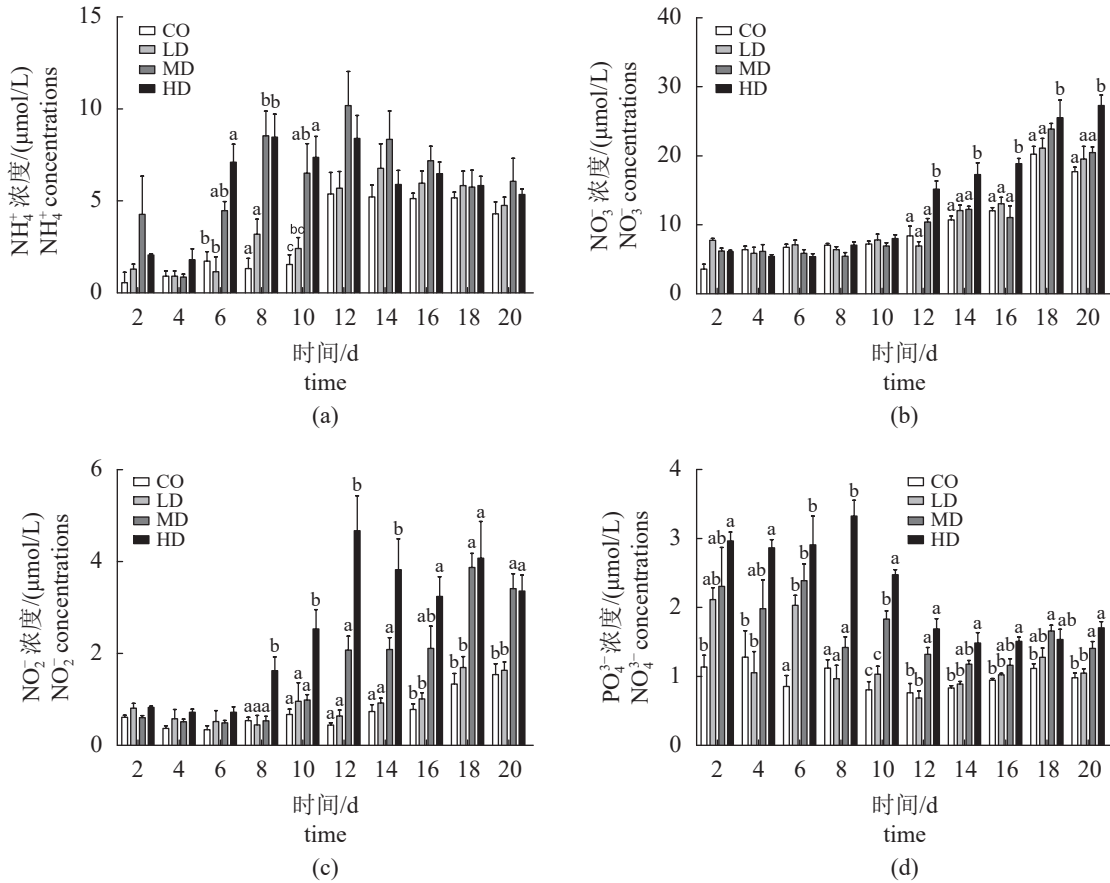 15
10
5
0
NH₄⁺ 浓度/(μmol/L)
NH₄⁺ concentrations
CO
LD
MD
HD
b
b
ab
a
a
a
b
b
c
bc
ab
a
2 4 6 8 10 12 14 16 18 20
时间/d
time
(a)
40
30
20
10
0
NO₃⁻ 浓度/(μmol/L)
NO₃⁻ concentrations
CO
LD
MD
HD
a
a
a
b
a
a
a
b
a
a
a
b
a
a
a
b
a
aa
b
2 4 6 8 10 12 14 16 18 20
时间/d
time
(b)
6
4
2
0
NO₂⁻ 浓度/(μmol/L)
NO₂⁻ concentrations
CO
LD
MD
HD
aaa
b
a
a
a
b
a
a
a
b
a
a
a
b
b
b
ab
a
b
b
a
a
b
b
a
a
2 4 6 8 10 12 14 16 18 20
时间/d
time
(c)
4
3
2
1
0
PO₄³⁻ 浓度/(μmol/L)
NO₄³⁻ concentrations
CO
LD
MD
HD
b
ab
ab
a
b
b
ab
a
a
b
b
b
a
a
a
b
c
c
b
a
b
b
a
a
b
b
a
a
b
b
ab
a
b
ab
a
ab
b
b
ab
a
2 4 6 8 10 12 14 16 18 20
时间/d
time
(d)